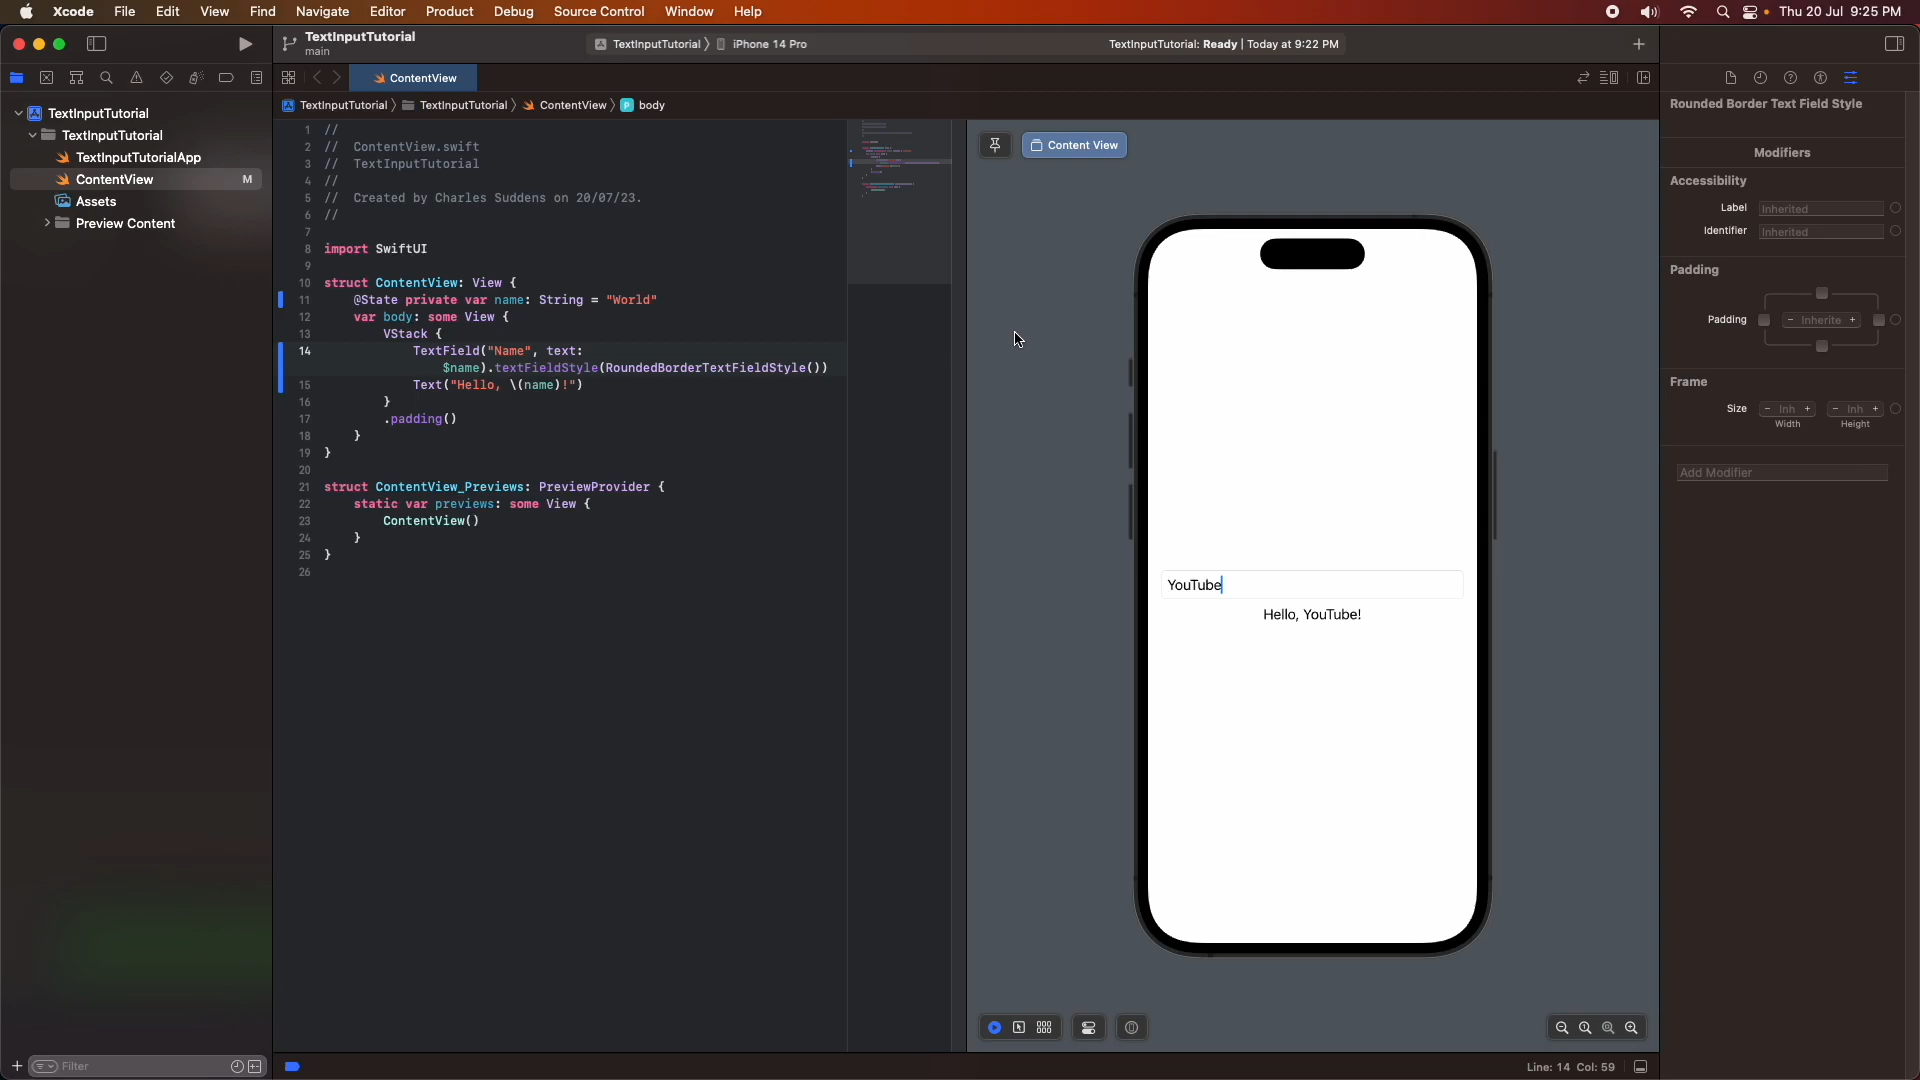 Xcode File Edit View Find Navigate Editor Product Debug Source Control Window Help Thu 20 Jul 9:25 PM
TextInputTutorial
main
TextInputTutorial iPhone 14 Pro
TextInputTutorial: Ready | Today at 9:22 PM
ContentView
TextInputTutorial TextInputTutorial ContentView P body
TextInputTutorial
TextInputTutorial
TextInputTutorialApp
ContentView M
Assets
Preview Content
1 //
2 // ContentView.swift
3 // TextInputTutorial
4 //
5 // Created by Charles Suddens on 20/07/23.
6 //
7
8 import SwiftUI
9
10 struct ContentView: View {
11 @State private var name: String = "World"
12 var body: some View {
13 VStack {
14 TextField("Name", text:
$name).textFieldStyle(RoundedBorderTextFieldStyle())
15 Text("Hello, \(name)!")
16 }
17 .padding()
18 }
19 }
20
21 struct ContentView_Previews: PreviewProvider {
22 static var previews: some View {
23 ContentView()
24 }
25 }
26
Content View
YouTube
Hello, YouTube!
Rounded Border Text Field Style
Modifiers
Accessibility
Label Inherited
Identifier Inherited
Padding
Padding - Inherite +
Frame
Size - Inh + - Inh +
Width Height
Add Modifier
Filter
Line: 14 Col: 59